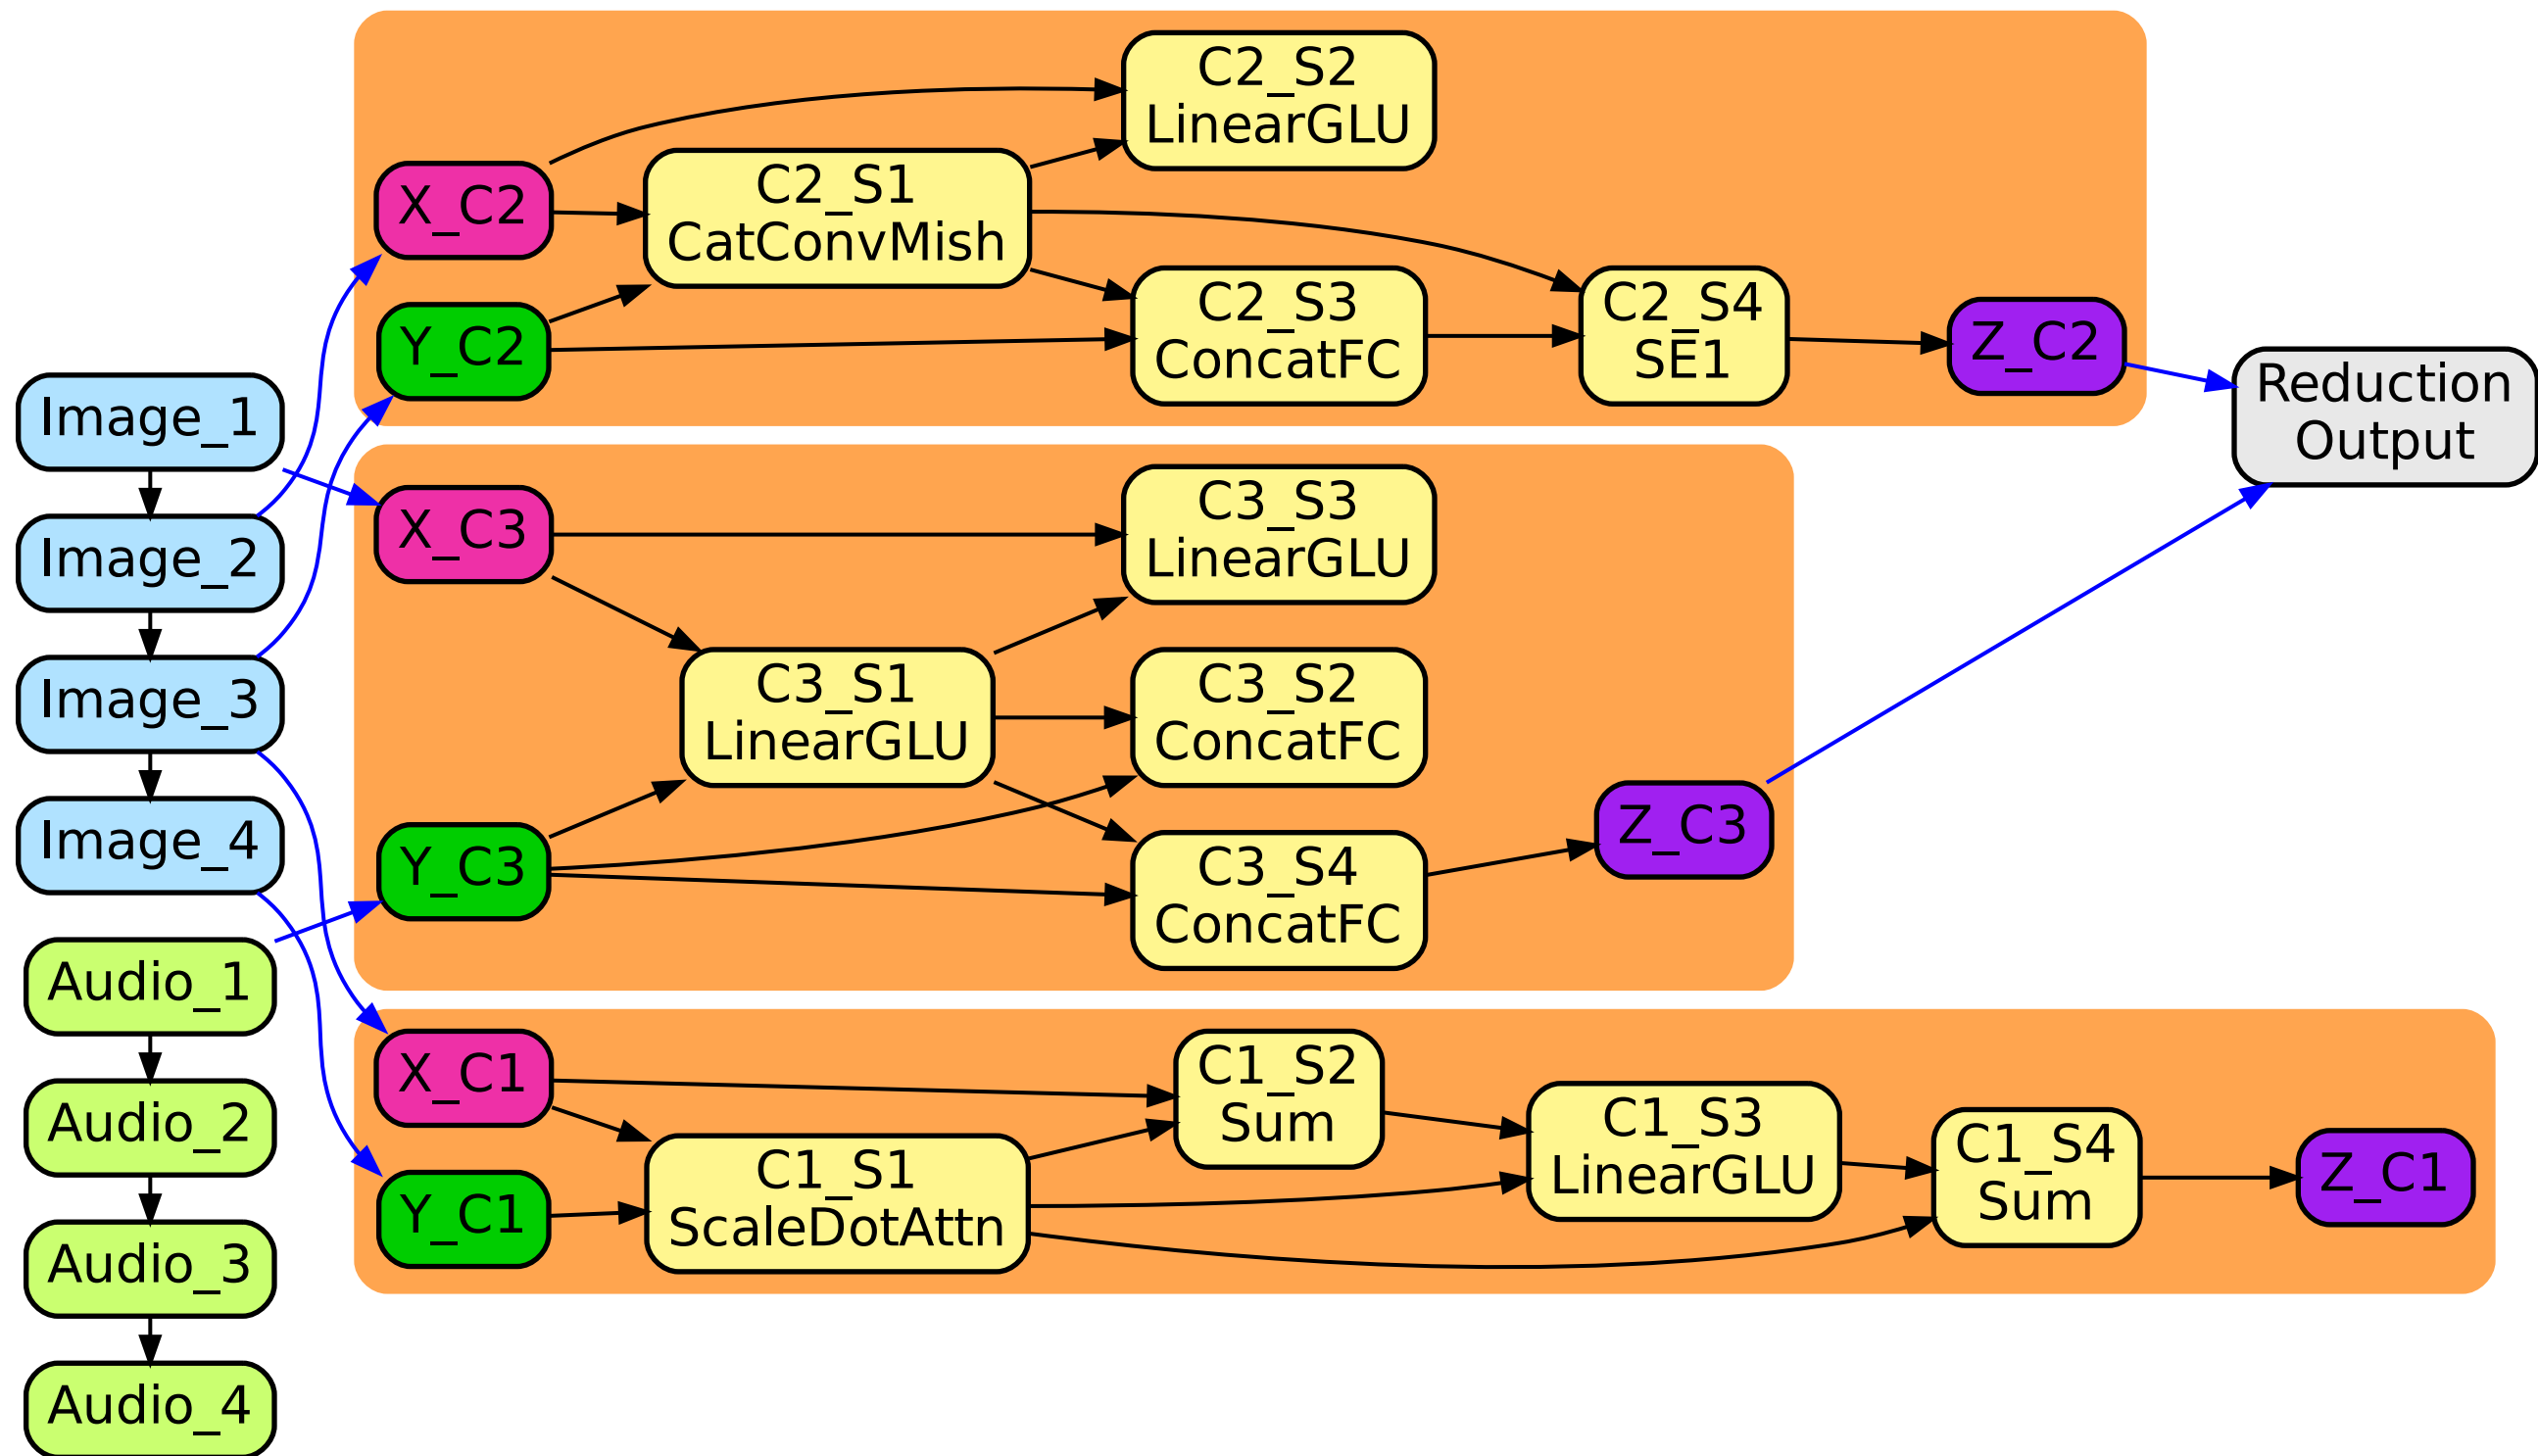 Image_1
Image_2
Image_3
Image_4
Audio_1
Audio_2
Audio_3
Audio_4
X_C2
Y_C2
C2_S1
CatConvMish
C2_S2
LinearGLU
C2_S3
ConcatFC
C2_S4
SE1
Z_C2
X_C3
Y_C3
C3_S1
LinearGLU
C3_S3
LinearGLU
C3_S2
ConcatFC
C3_S4
ConcatFC
Z_C3
X_C1
Y_C1
C1_S1
ScaleDotAttn
C1_S2
Sum
C1_S3
LinearGLU
C1_S4
Sum
Z_C1
Reduction
Output